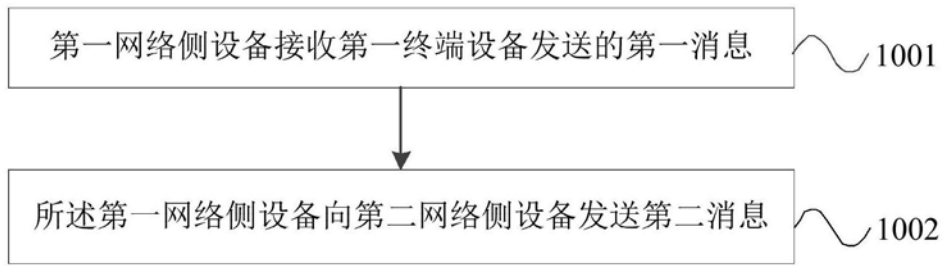 第一网络侧设备接收第一终端设备发送的第一消息
1001
所述第一网络侧设备向第二网络侧设备发送第二消息
1002